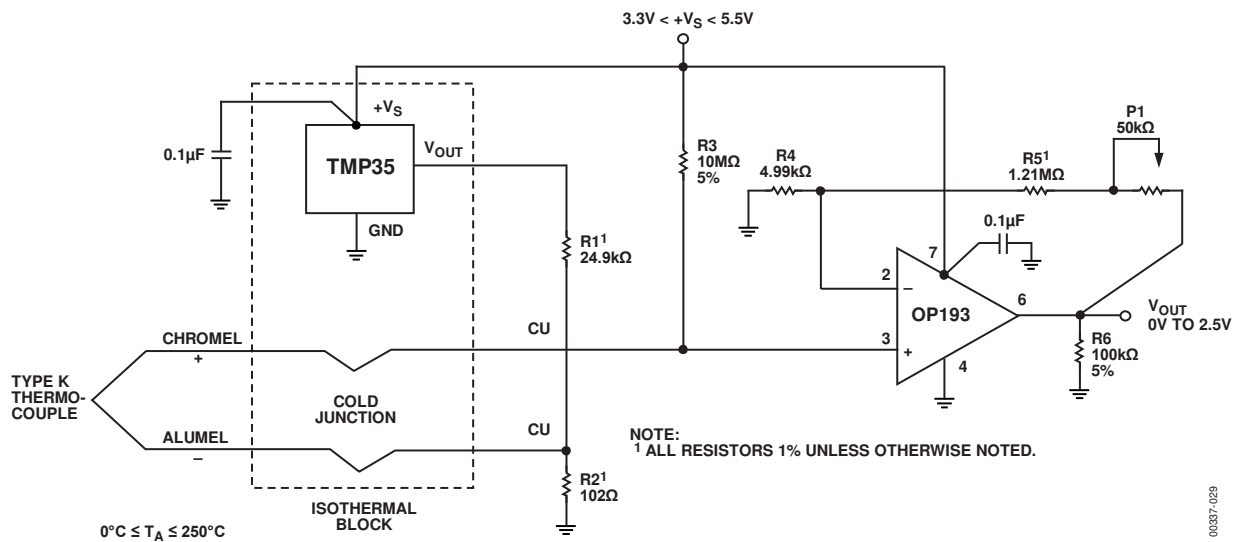 3.3V < +VS < 5.5V
P1
50kΩ
+VS
0.1µF
TMP35
VOUT
R3
10MΩ
5%
R4
4.99kΩ
R5¹
1.21MΩ
GND
R1¹
24.9kΩ
0.1µF
7
2
–
OP193
6
VOUT
0V TO 2.5V
CHROMEL
+
CU
3
+
4
R6
100kΩ
5%
TYPE K
THERMO-
COUPLE
COLD
JUNCTION
ALUMEL
–
CU
NOTE:
¹ ALL RESISTORS 1% UNLESS OTHERWISE NOTED.
R2¹
102Ω
ISOTHERMAL
BLOCK
0°C ≤ TA ≤ 250°C
00337-029